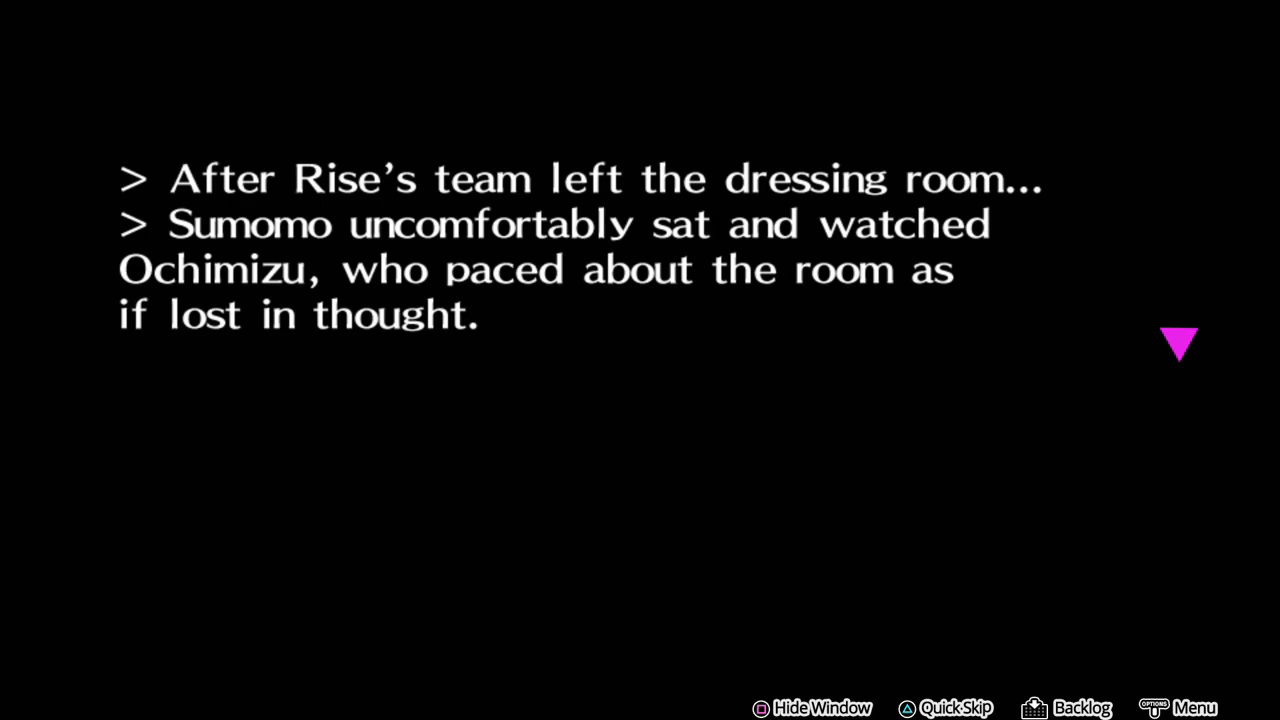 > After Rise's team left the dressing room...
> Sumomo uncomfortably sat and watched
Ochimizu, who paced about the room as
if lost in thought.
Hide Window Quick Skip Backlog OPTIONS Menu